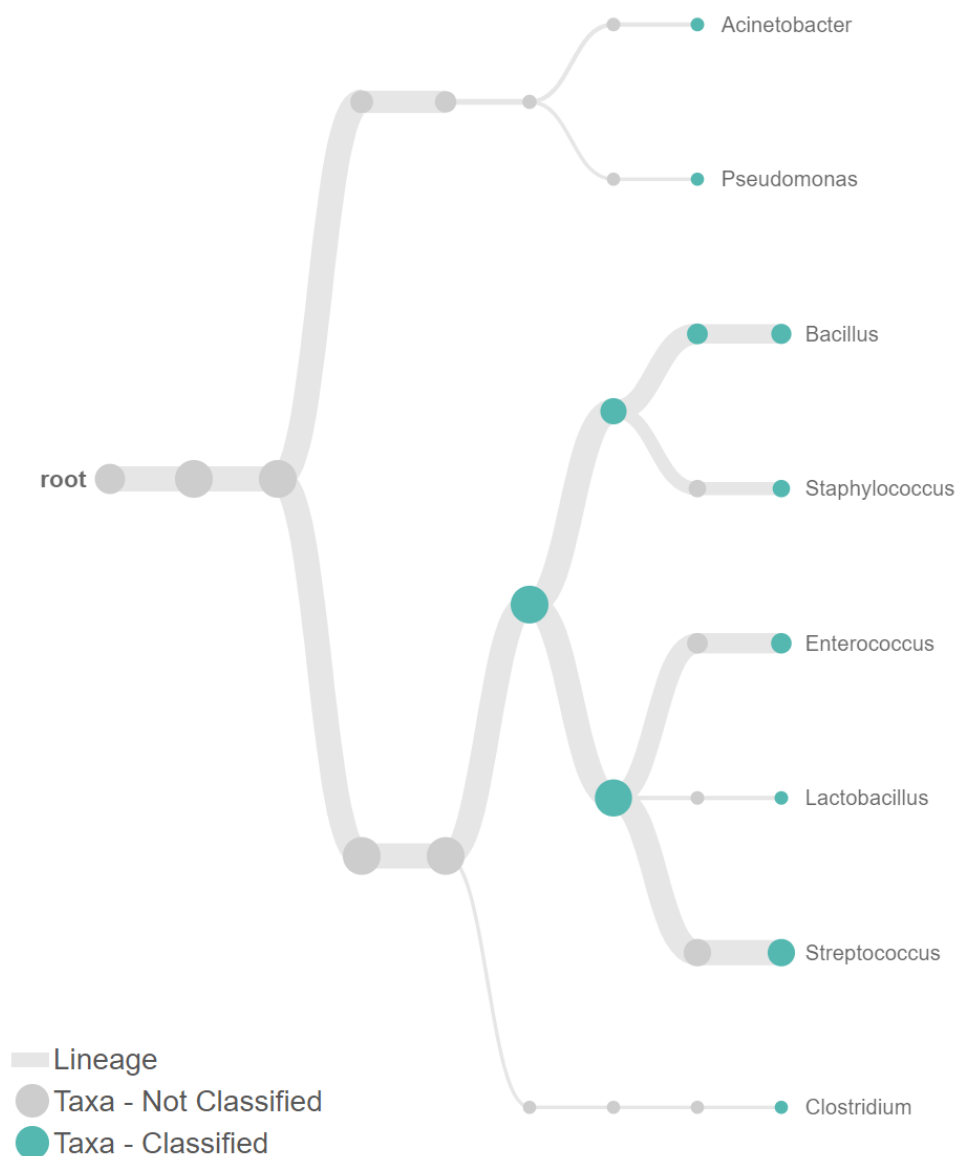 Acinetobacter
Pseudomonas
Bacillus
root
Staphylococcus
Enterococcus
Lactobacillus
Streptococcus
Lineage
Taxa - Not Classified
Clostridium
Taxa - Classified